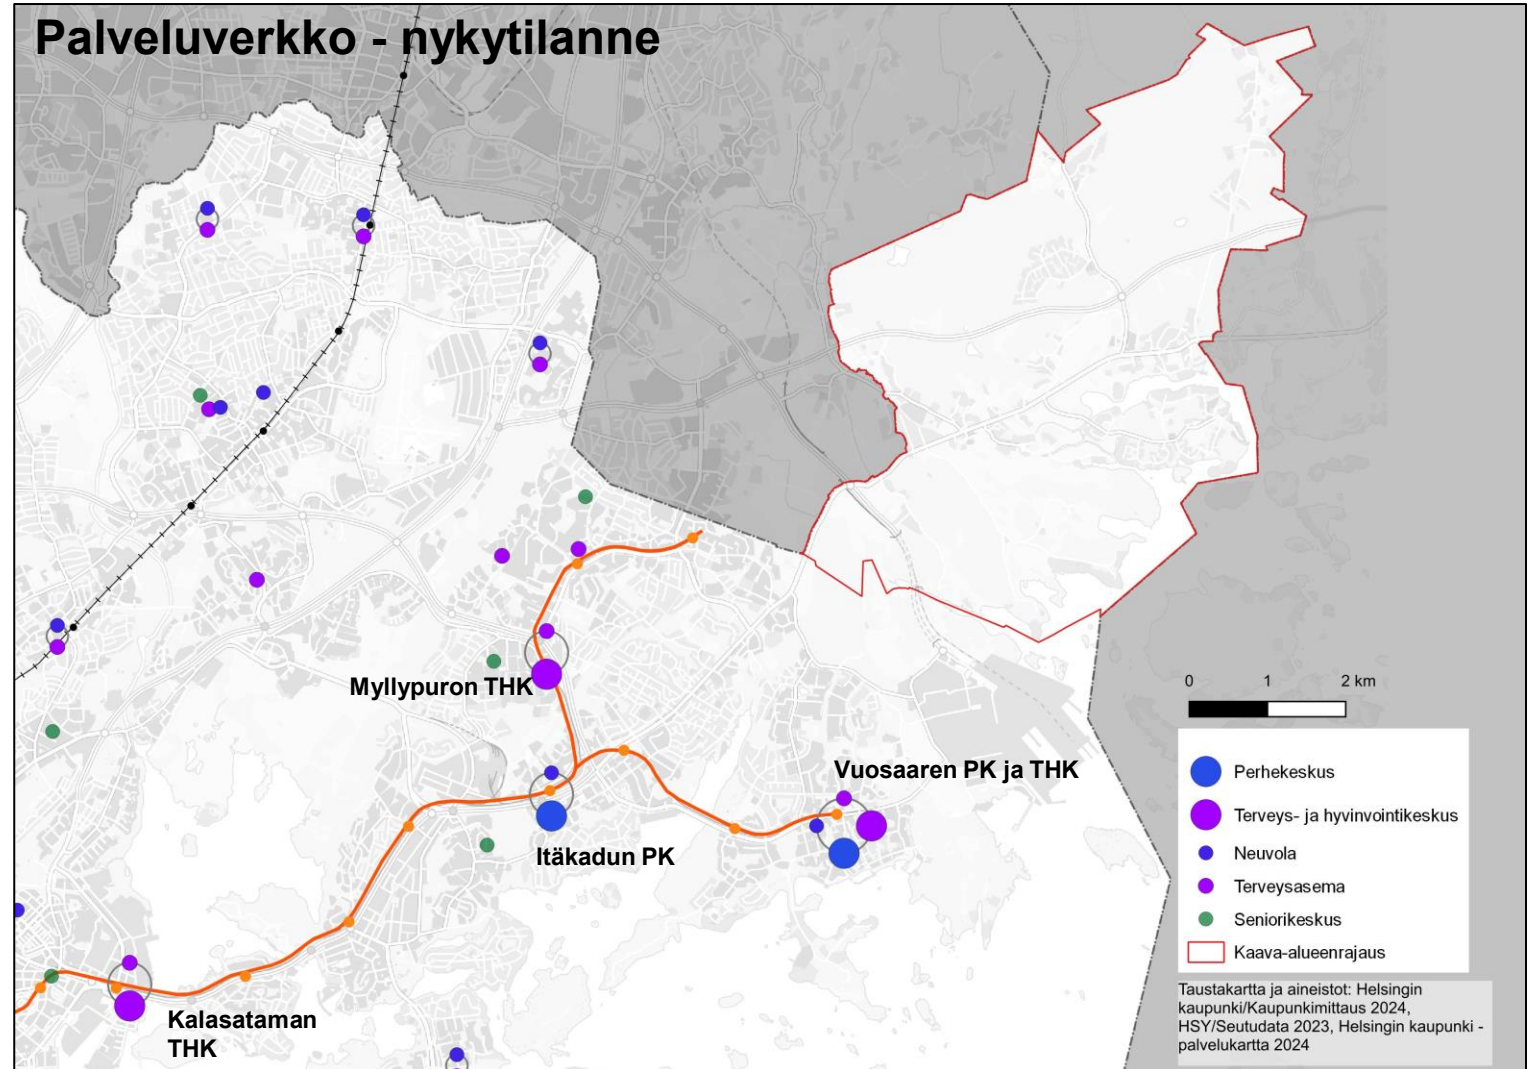 Palveluverkko - nykytilanne
Myllypuron THK
Vuosaaren PK ja THK
Itäkadun PK
Kalasataman
THK
0 1 2 km
Perhekeskus
Terveys- ja hyvinvointikeskus
Neuvola
Terveysasema
Seniorikeskus
Kaava-alueenrajaus
Taustakartta ja aineistot: Helsingin
kaupunki/Kaupunkimittaus 2024,
HSY/Seutudata 2023, Helsingin kaupunki -
palvelukartta 2024